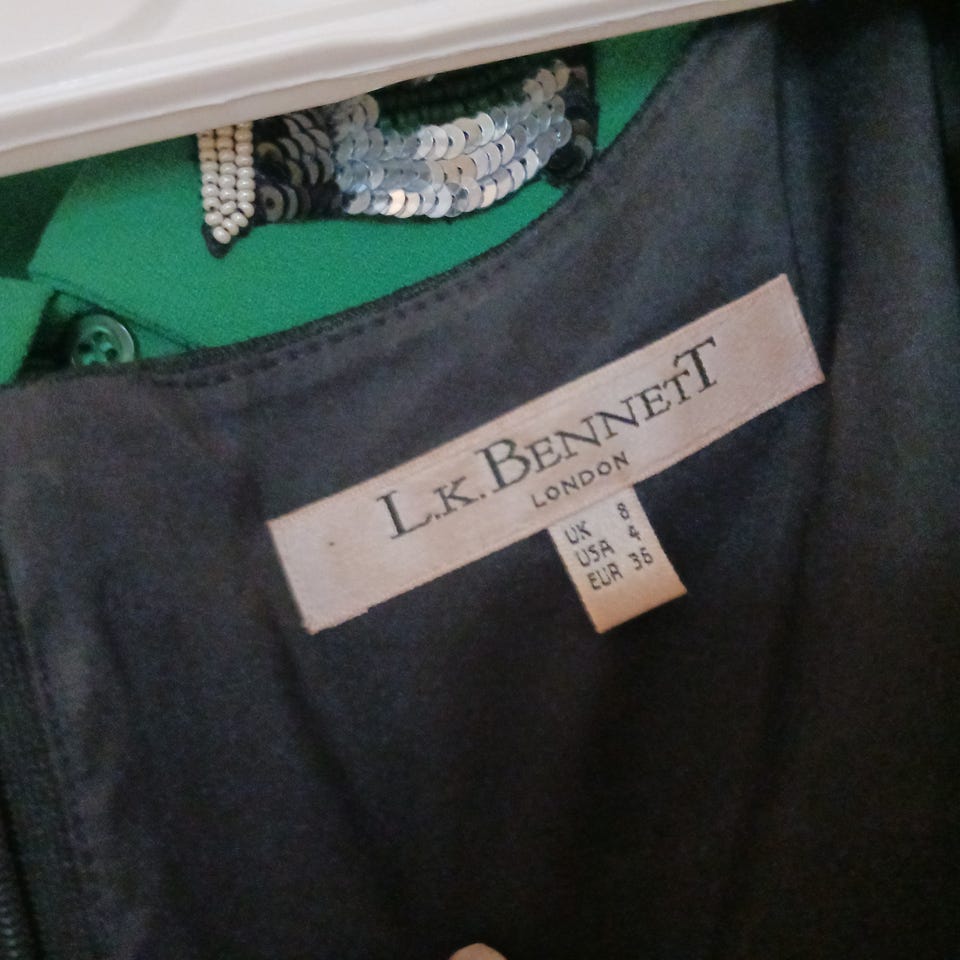 L.K. BENNETT
LONDON
UK 8
USA 4
EUR 36